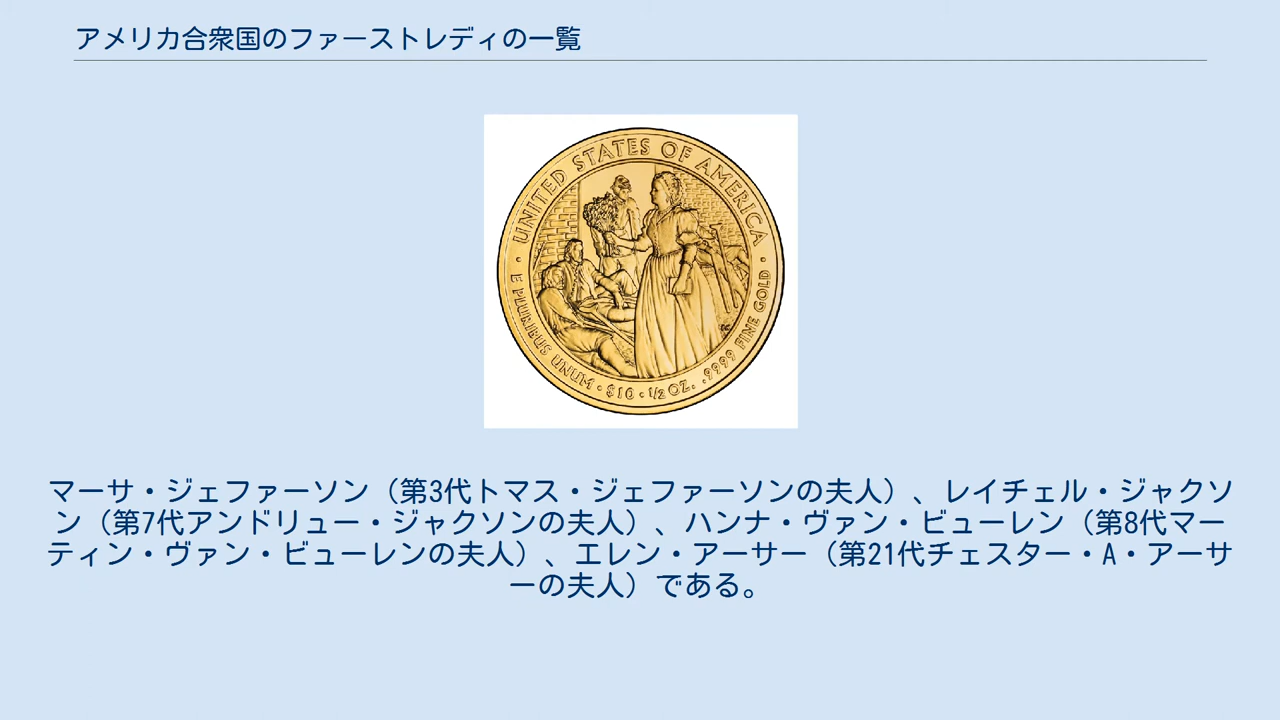 アメリカ合衆国のファーストレディの一覧
UNITED STATES OF AMERICA
E PLURIBUS UNUM · $10 · 1/2 OZ. .9999 FINE GOLD
マーサ・ジェファーソン（第3代トマス・ジェファーソンの夫人）、レイチェル・ジャクソ
ン（第7代アンドリュー・ジャクソンの夫人）、ハンナ・ヴァン・ビューレン（第8代マー
ティン・ヴァン・ビューレンの夫人）、エレン・アーサー（第21代チェスター・A・アーサ
ーの夫人）である。